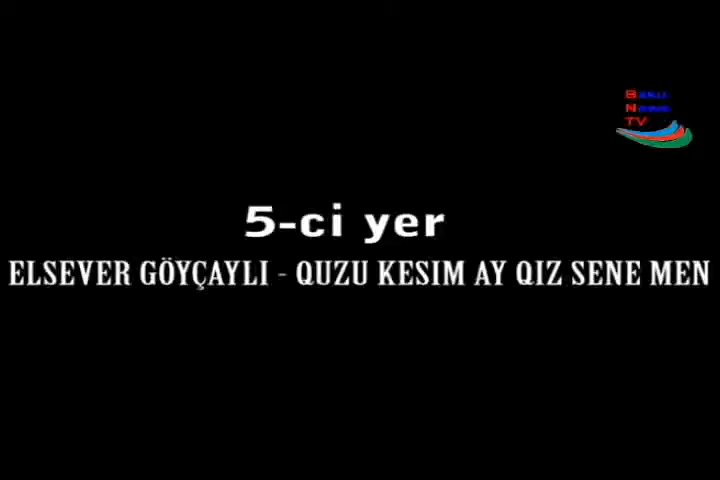 Baku
News
TV
5-ci yer
ELSEVER GÖYÇAYLI - QUZU KESIM AY QIZ SENE MEN